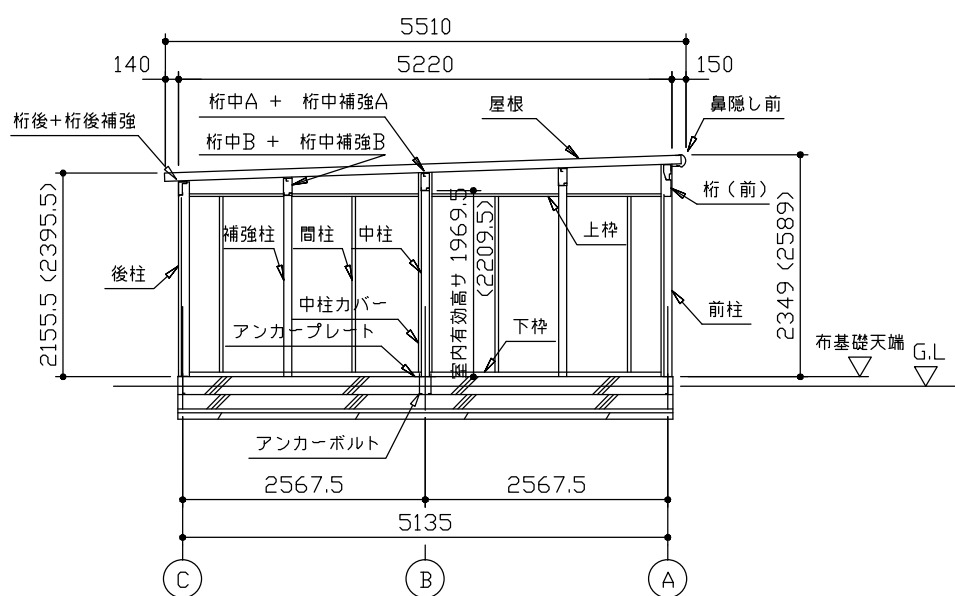 5510
140
5220
150
桁中A + 桁中補強A
屋根
鼻隠し前
桁後+桁後補強
桁中B + 桁中補強B
桁(前)
補強柱
間柱
中柱
上枠
後柱
中柱カバー
前柱
アンカープレート
下枠
布基礎天端
G.L
アンカーボルト
2155.5 (2395.5)
室内有効高サ 1969.5
(2209.5)
2349 (2589)
2567.5
2567.5
5135
C
B
A